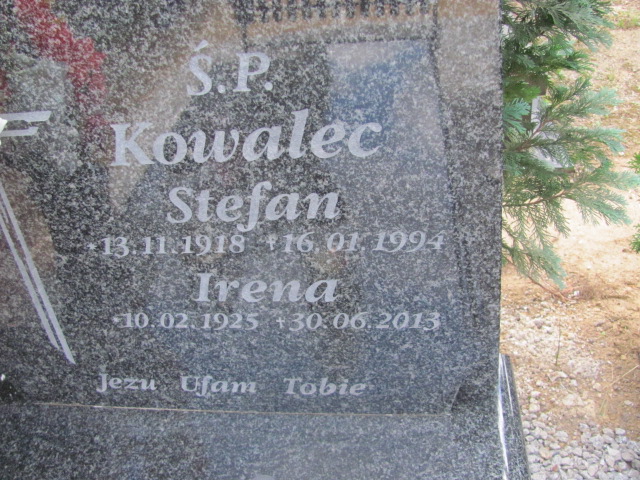 Ś.P.
Kowalec
Stefan
*13.11.1918 †16.01.1994
Irena
*10.02.1925 †30.06.2013
Jezu Ufam Tobie